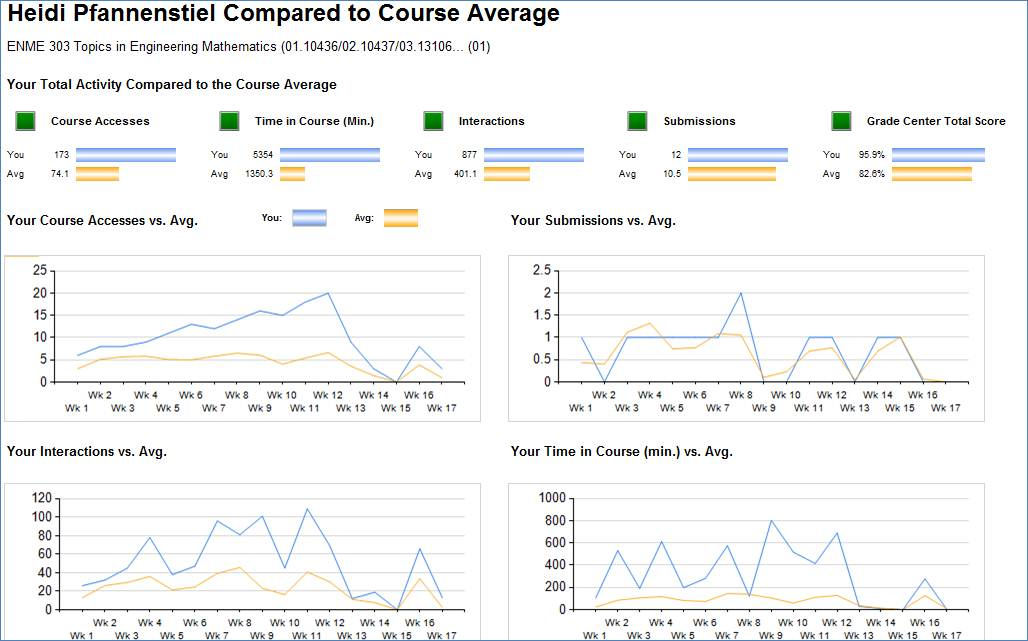 Heidi Pfannenstiel Compared to Course Average
ENME 303 Topics in Engineering Mathematics (01.10436/02.10437/03.13106... (01)
Your Total Activity Compared to the Course Average
Course Accesses Time in Course (Min.) Interactions Submissions Grade Center Total Score
You 173 You 5354 You 877 You 12 You 95.9%
Avg 74.1 Avg 1350.3 Avg 401.1 Avg 10.5 Avg 82.6%
Your Course Accesses vs. Avg. You: Avg: Your Submissions vs. Avg.
25
20
15
10
5
0
Wk 2 Wk 4 Wk 6 Wk 8 Wk 10 Wk 12 Wk 14 Wk 16
Wk 1 Wk 3 Wk 5 Wk 7 Wk 9 Wk 11 Wk 13 Wk 15 Wk 17
2.5
2
1.5
1
0.5
0
Wk 2 Wk 4 Wk 6 Wk 8 Wk 10 Wk 12 Wk 14 Wk 16
Wk 1 Wk 3 Wk 5 Wk 7 Wk 9 Wk 11 Wk 13 Wk 15 Wk 17
Your Interactions vs. Avg. Your Time in Course (min.) vs. Avg.
120
100
80
60
40
20
0
Wk 2 Wk 4 Wk 6 Wk 8 Wk 10 Wk 12 Wk 14 Wk 16
Wk 1 Wk 3 Wk 5 Wk 7 Wk 9 Wk 11 Wk 13 Wk 15 Wk 17
1000
800
600
400
200
0
Wk 2 Wk 4 Wk 6 Wk 8 Wk 10 Wk 12 Wk 14 Wk 16
Wk 1 Wk 3 Wk 5 Wk 7 Wk 9 Wk 11 Wk 13 Wk 15 Wk 17